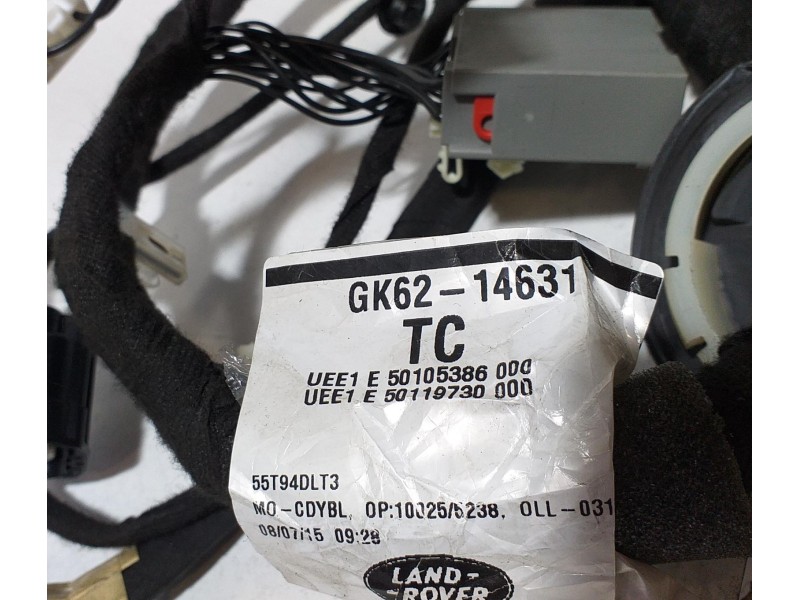 GK62-14631
TC
UEE1 E 50105386 000
UEE1 E 50119730 000
55T94DLT3
MO-CDYBL, OP:10025/5238, OLL-031
08/07/15 09:28
LAND-
ROVER